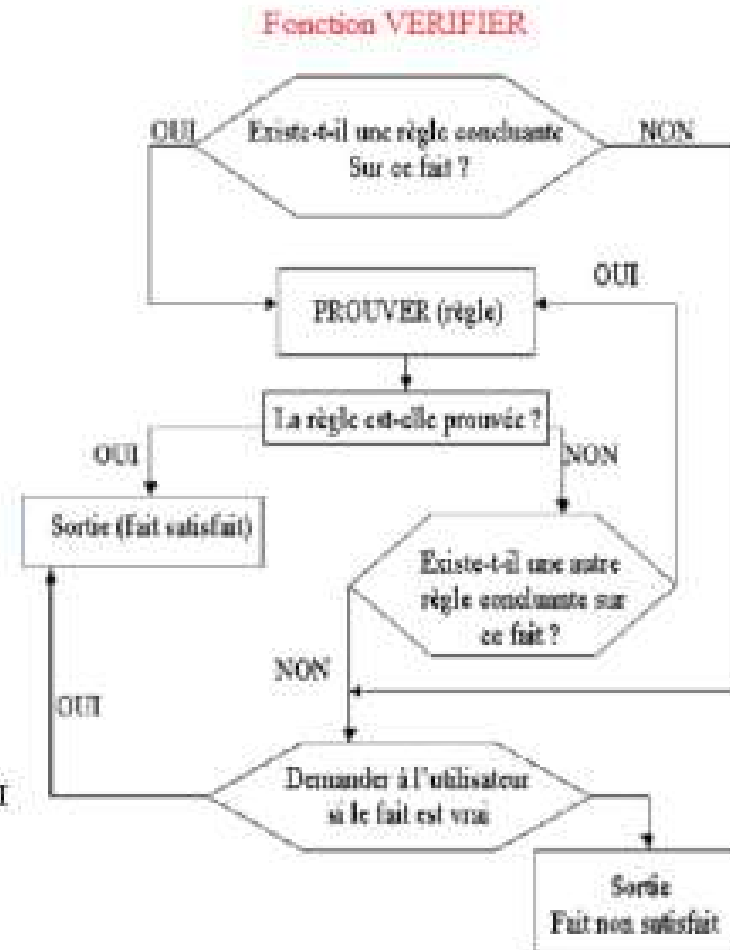 Fonction VERIFIER
Existe-t-il une règle concluante
Sur ce fait ?
OUI
NON
PROUVER (règle)
OUI
La règle est-elle prouvée ?
OUI
NON
Sortie (fait satisfait)
Existe-t-il une autre
règle concluante sur
ce fait ?
NON
OUI
Demander à l'utilisateur
si le fait est vrai
Sortie
Fait non satisfait